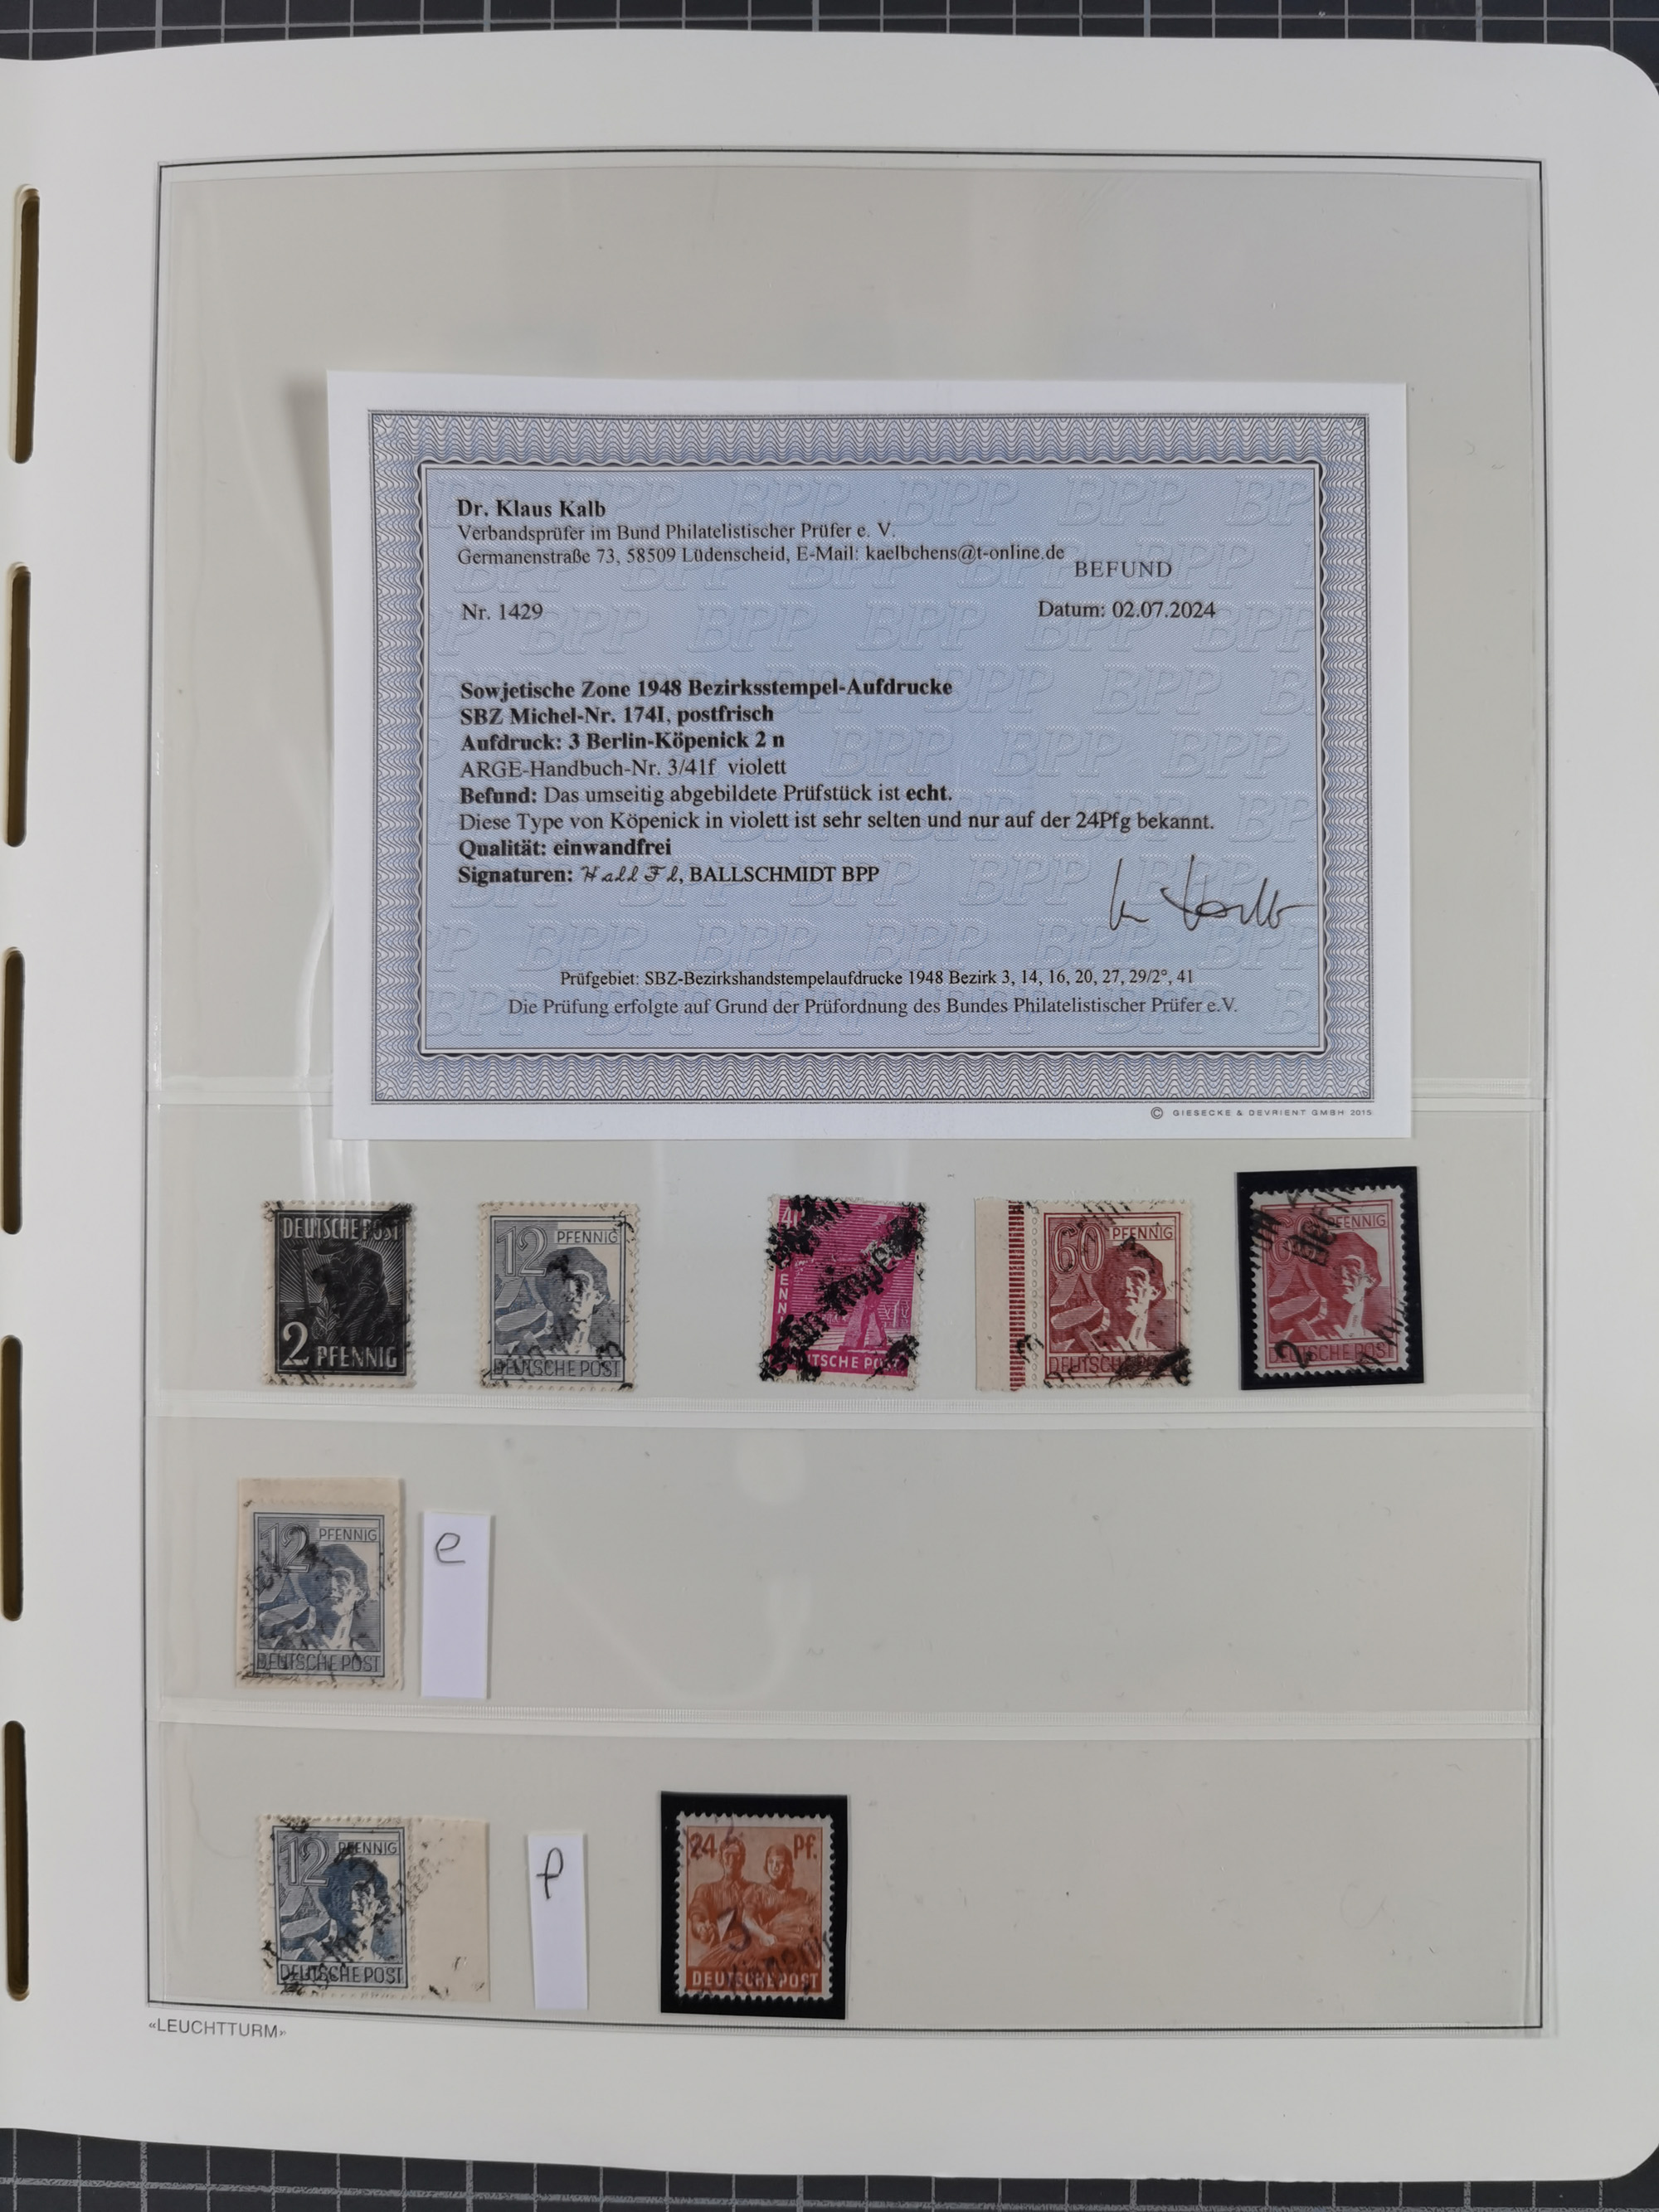 Dr. Klaus Kalb
Verbandsprüfer im Bund Philatelistischer Prüfer e. V.
Germanenstraße 73, 58509 Lüdenscheid, E-Mail: kaelbchens@t-online.de
BEFUND
Nr. 1429
Datum: 02.07.2024
Sowjetische Zone 1948 Bezirksstempel-Aufdrucke
SBZ Michel-Nr. 174I, postfrisch
Aufdruck: 3 Berlin-Köpenick 2 n
ARGE-Handbuch-Nr. 3/41f violett
Befund: Das umseitig abgebildete Prüfstück ist echt.
Diese Type von Köpenick in violett ist sehr selten und nur auf der 24Pfg bekannt.
Qualität: einwandfrei
Signaturen: Hall Fl, BALLSCHMIDT BPP
Prüfgebiet: SBZ-Bezirkshandstempelaufdrucke 1948 Bezirk 3, 14, 16, 20, 27, 29/2°, 41
Die Prüfung erfolgte auf Grund der Prüfordnung des Bundes Philatelistischer Prüfer e.V.
© GIESECKE & DEVRIENT GMBH 2015
DEUTSCHE POST
2 PFENNIG
12 PFENNIG
DEUTSCHE POST
40
60 PFENNIG
DEUTSCHE POST
PFENNIG
2
12 PFENNIG
DEUTSCHE POST
e
12 PFENNIG
DEUTSCHE POST
f
24 Pf.
3
DEUTSCHE POST
«LEUCHTTURM»